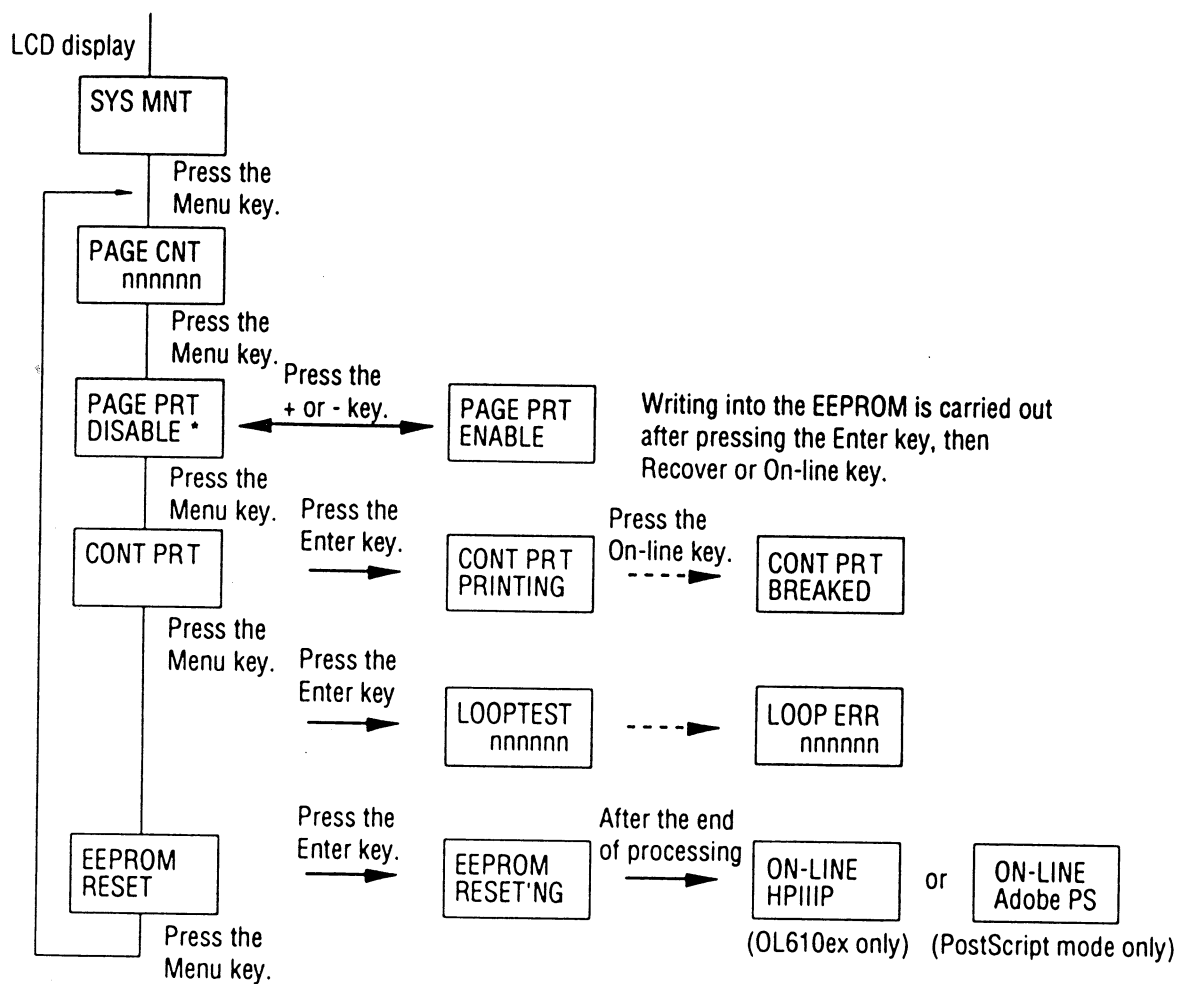 LCD display
SYS MNT
Press the
Menu key.
PAGE CNT
nnnnnn
Press the
Menu key.
PAGE PRT
DISABLE *
Press the
+ or - key.
PAGE PRT
ENABLE
Writing into the EEPROM is carried out
after pressing the Enter key, then
Recover or On-line key.
Press the
Menu key.
CONT PRT
Press the
Enter key.
CONT PRT
PRINTING
Press the
On-line key.
CONT PRT
BREAKED
Press the
Menu key.
Press the
Enter key
LOOPTEST
nnnnnn
LOOP ERR
nnnnnn
EEPROM
RESET
Press the
Enter key.
EEPROM
RESET'NG
After the end
of processing
ON-LINE
HPIIIP
(OL610ex only)
or
ON-LINE
Adobe PS
(PostScript mode only)
Press the
Menu key.